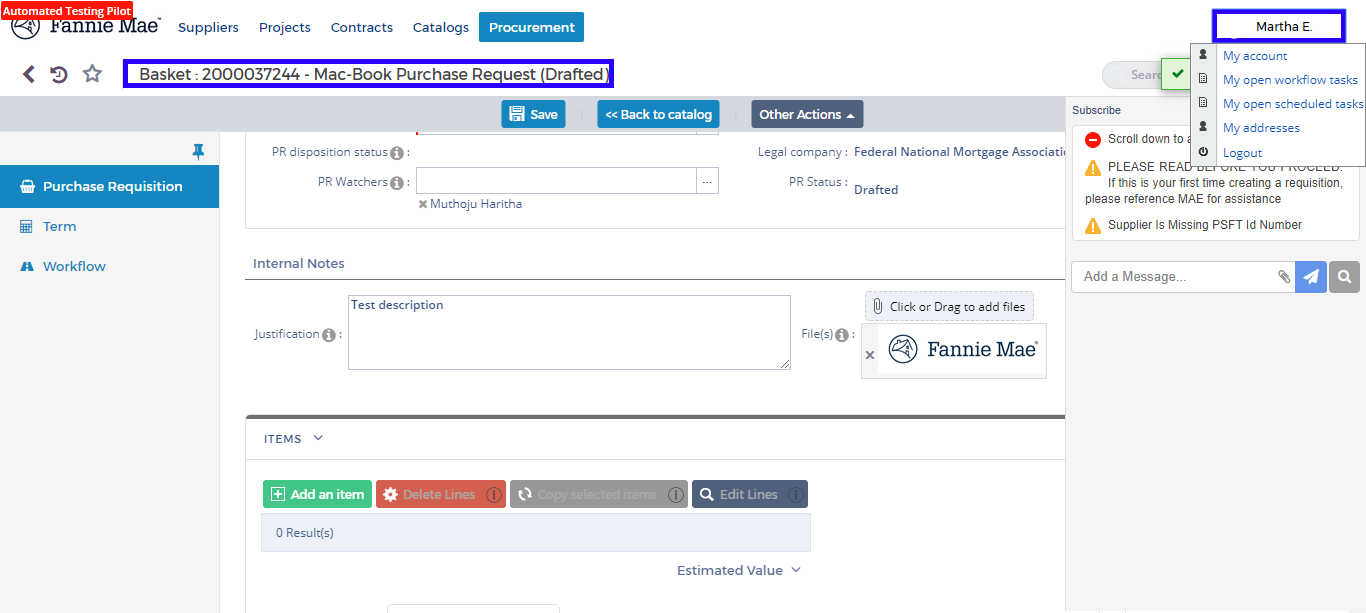 Automated Testing Pilot
Fannie Mae™
Suppliers Projects Contracts Catalogs Procurement
Martha E.
My account
My open workflow tasks
My open scheduled tasks
My addresses
Logout
Basket : 2000037244 - Mac-Book Purchase Request (Drafted)
Search
Save << Back to catalog Other Actions
Purchase Requisition
Term
Workflow
PR disposition status :
Legal company : Federal National Mortgage Associati
PR Watchers :
...
PR Status : Drafted
Muthoju Haritha
Internal Notes
Justification :
Test description
File(s) :
Click or Drag to add files
Fannie Mae®
ITEMS
Add an item Delete Lines Copy selected items Edit Lines
0 Result(s)
Estimated Value
Subscribe
Scroll down to a
PLEASE READ BEFORE YOU PROCEED.
If this is your first time creating a requisition,
please reference MAE for assistance
Supplier Is Missing PSFT Id Number
Add a Message...